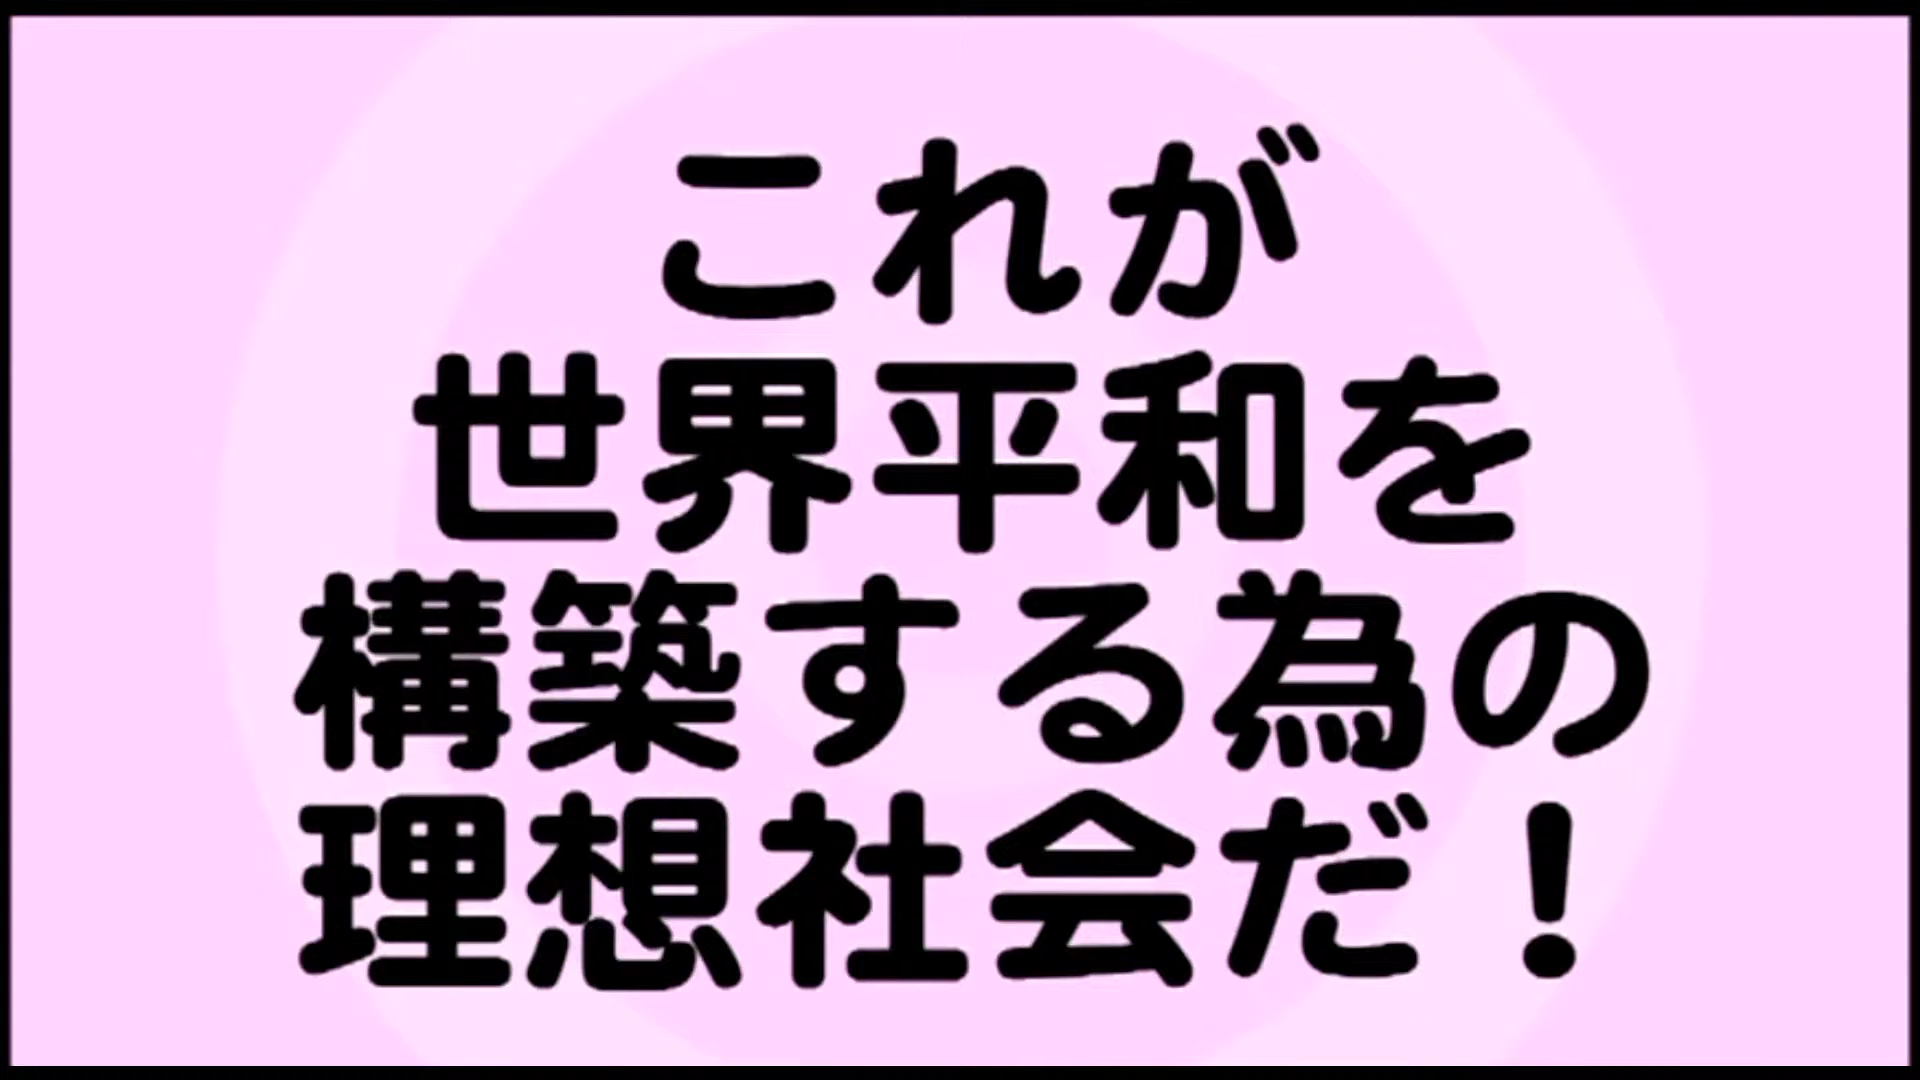 これが
世界平和を
構築する為の
理想社会だ！